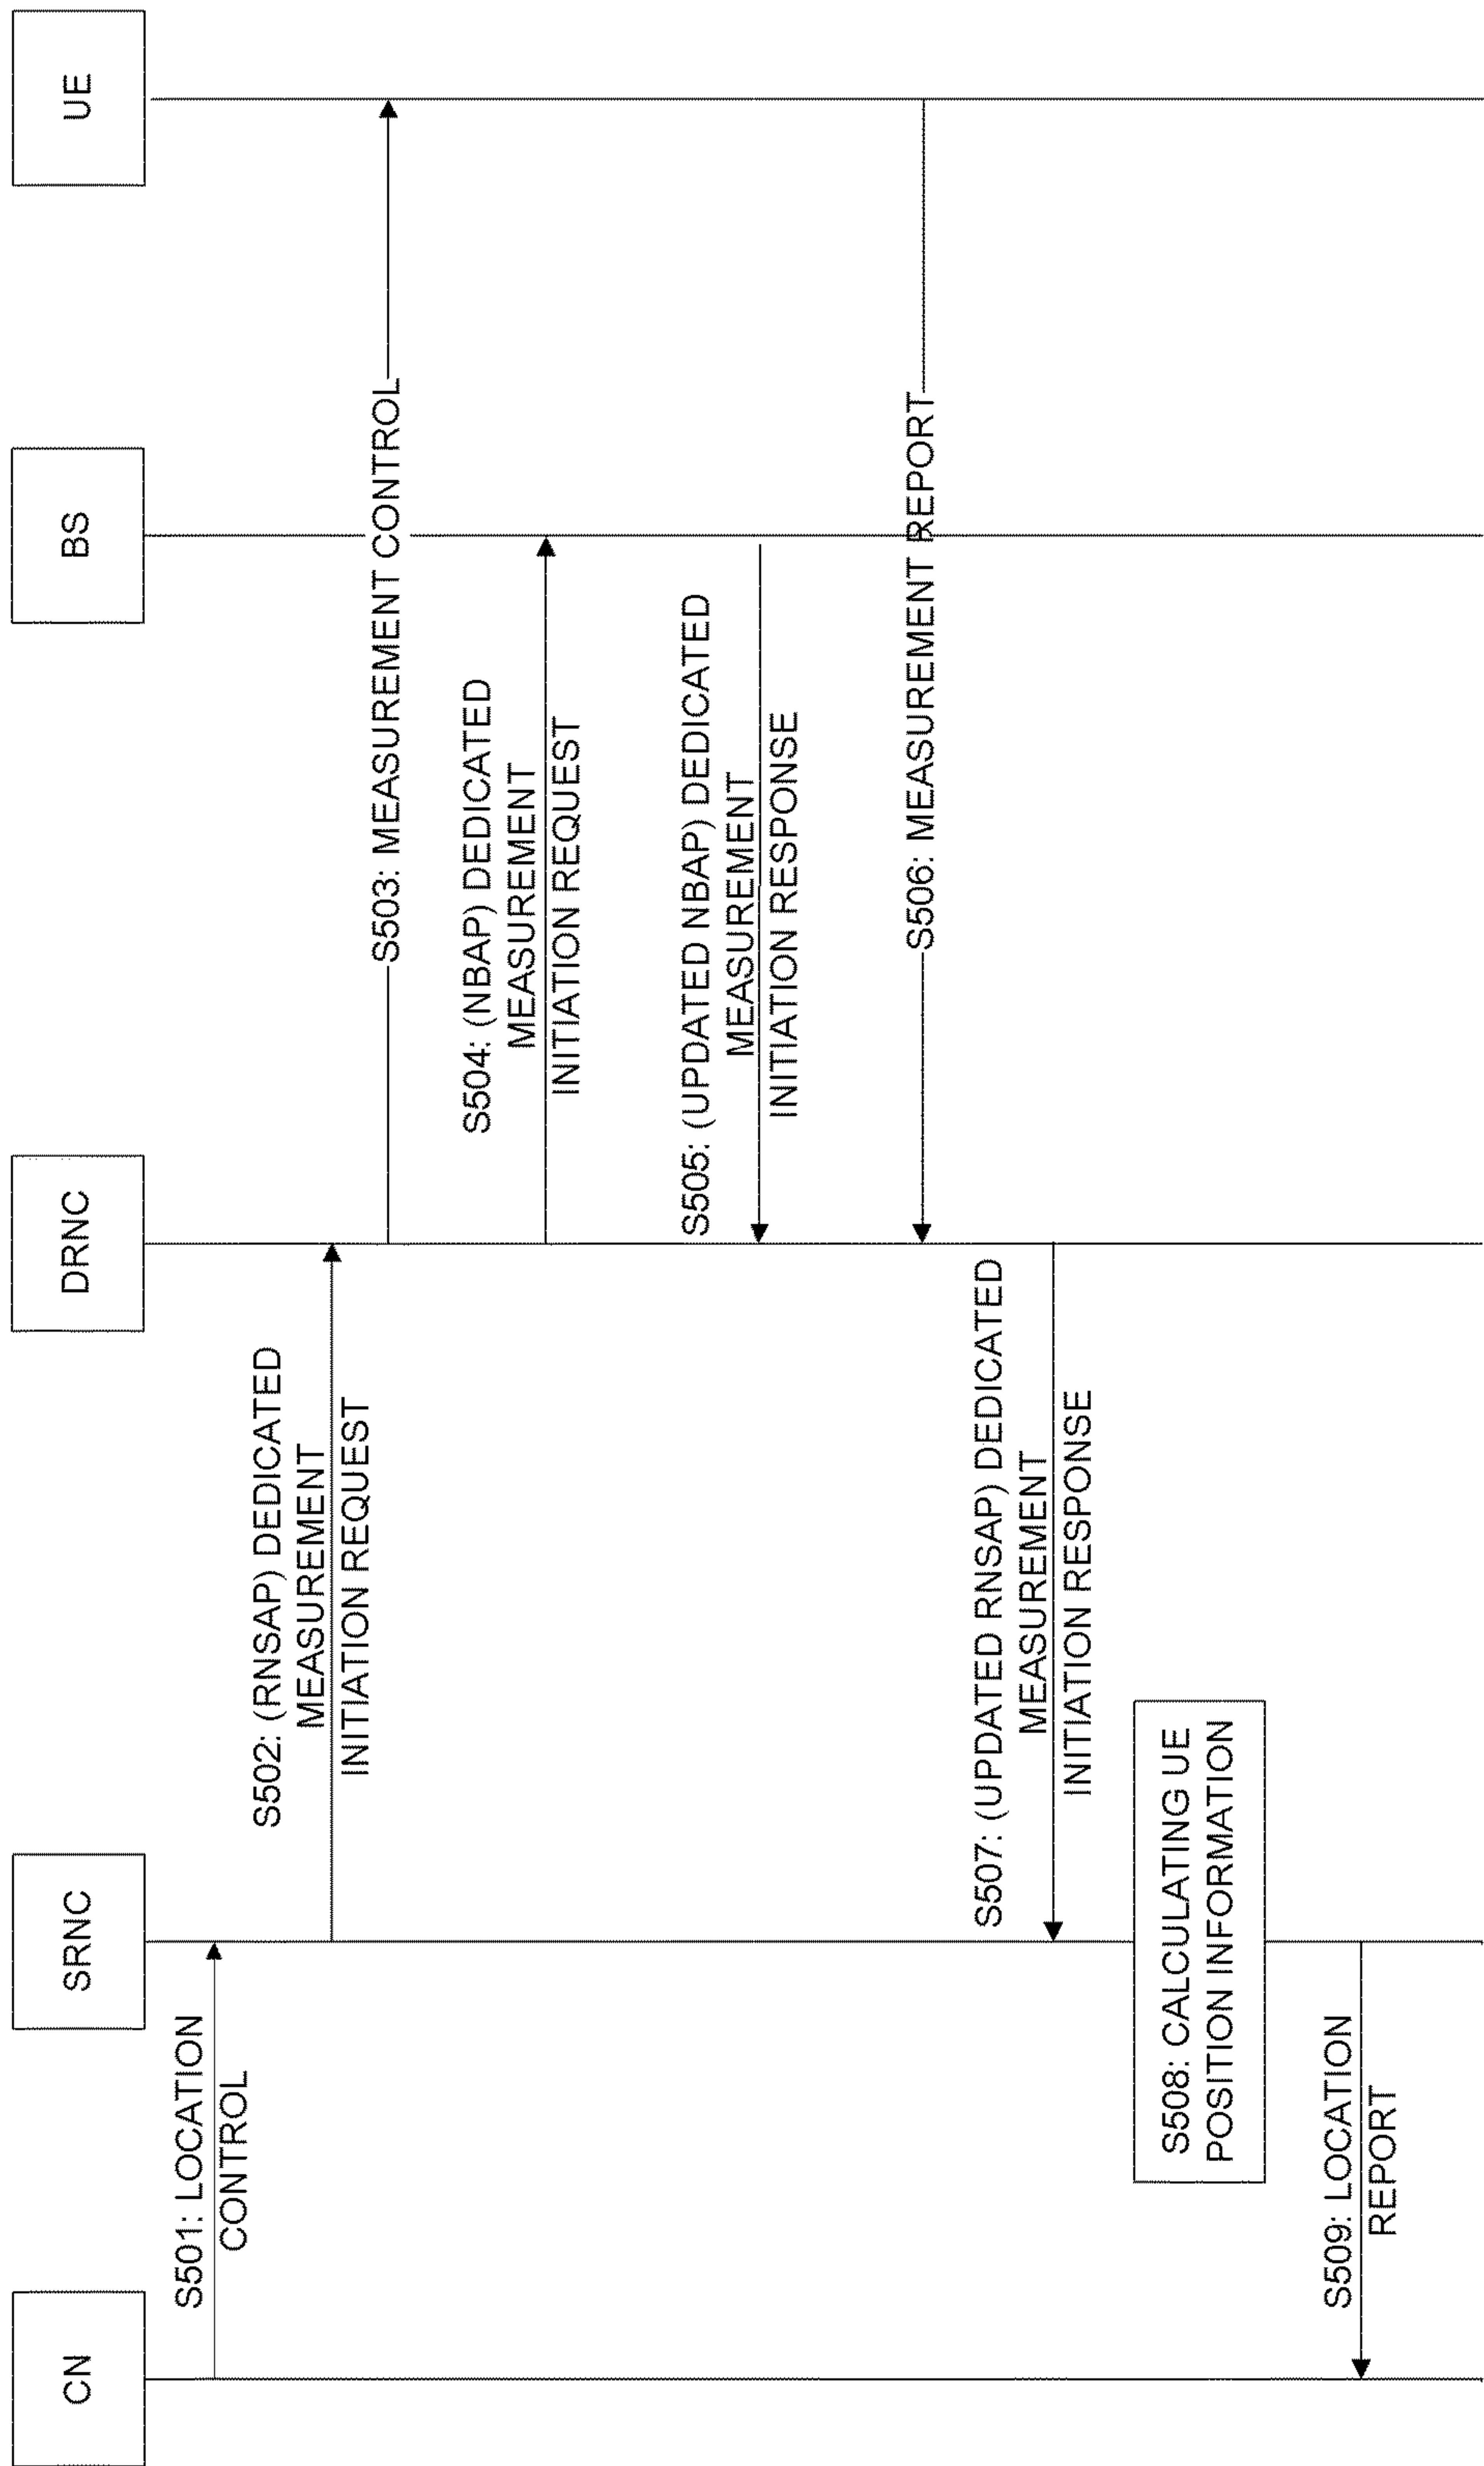 CN
SRNC
DRNC
BS
UE
S501: LOCATION
CONTROL
S502: (RNSAP) DEDICATED
MEASUREMENT
INITIATION REQUEST
S503: MEASUREMENT CONTROL
S504: (NBAP) DEDICATED
MEASUREMENT
INITIATION REQUEST
S505: (UPDATED NBAP) DEDICATED
MEASUREMENT
INITIATION RESPONSE
S506: MEASUREMENT REPORT
S507: (UPDATED RNSAP) DEDICATED
MEASUREMENT
INITIATION RESPONSE
S508: CALCULATING UE
POSITION INFORMATION
S509: LOCATION
REPORT